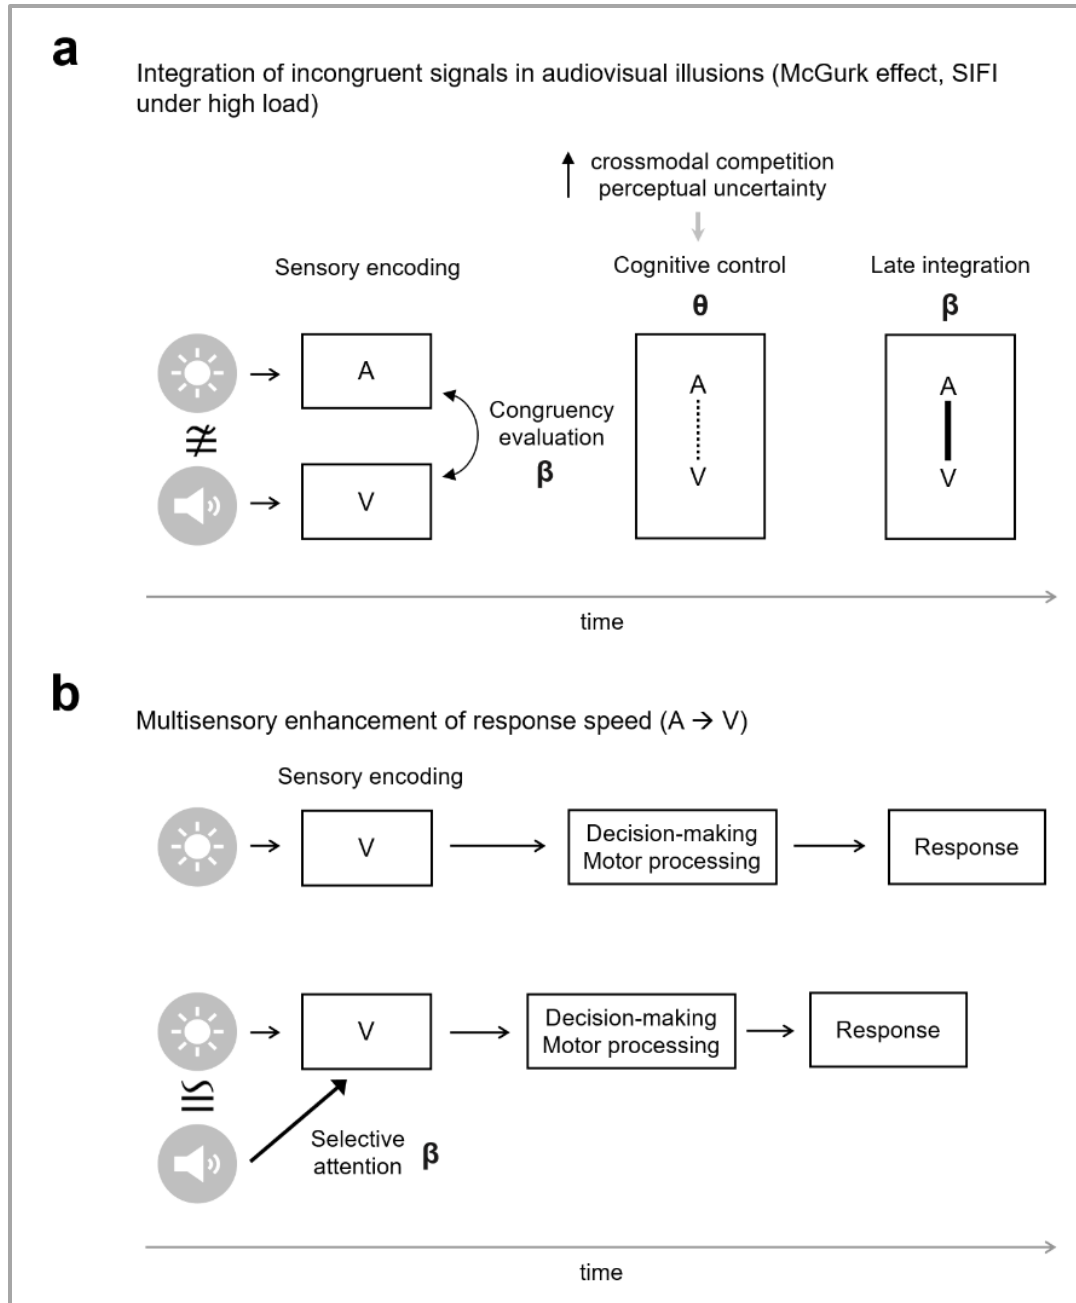 a
Integration of incongruent signals in audiovisual illusions (McGurk effect, SIFI
under high load)
crossmodal competition
perceptual uncertainty
Sensory encoding
Cognitive control
Late integration
θ
β
A
A
A
≇
Congruency
evaluation
β
V
V
V
time
b
Multisensory enhancement of response speed (A → V)
Sensory encoding
V
Decision-making
Motor processing
Response
V
Decision-making
Motor processing
Response
≌
Selective
attention
β
time